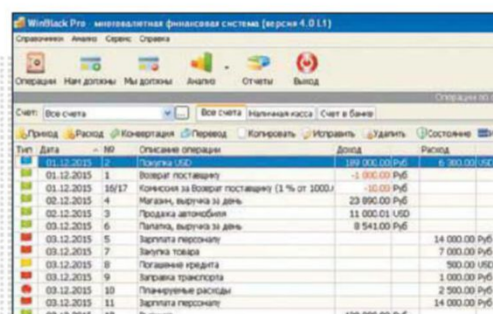 WinBlack Pro - многовалютная финансовая система (версия 4.0.1.1)
Справочники Анализ Сервис Справка
Операции Нам должны Мы должны Анализ Отчеты Выход
Операции по
Счет: Все счета Все счета Наличная касса Счет в банке
Приход Расход Конвертация Перевод Копировать Исправить Удалить Состояние
Тип Дата № Описание операции Доход Расход
01.12.2015 2 Покупка USD 189 000.00 Руб 6 300.00 USD
01.12.2015 1 Возврат поставщику -1 000.00 Руб
01.12.2015 16/17 Комиссия за Возврат поставщику (1 % от 1000. -10.00 Руб
02.12.2015 4 Магазин, выручка за день 23 890.00 Руб
02.12.2015 3 Продажа автомобиля 11 000.01 USD
03.12.2015 6 Палатка, выручка за день 8 541.00 Руб
03.12.2015 5 Зарплата персоналу 14 000.00 Руб
03.12.2015 7 Закупка товара 7 000.00 Руб
03.12.2015 8 Погашение кредита 500.00 USD
03.12.2015 9 Заправка транспорта 1 000.00 Руб
03.12.2015 10 Планируемые расходы 2 500.00 Руб
03.12.2015 11 Зарплата персоналу 14 000.00 Руб